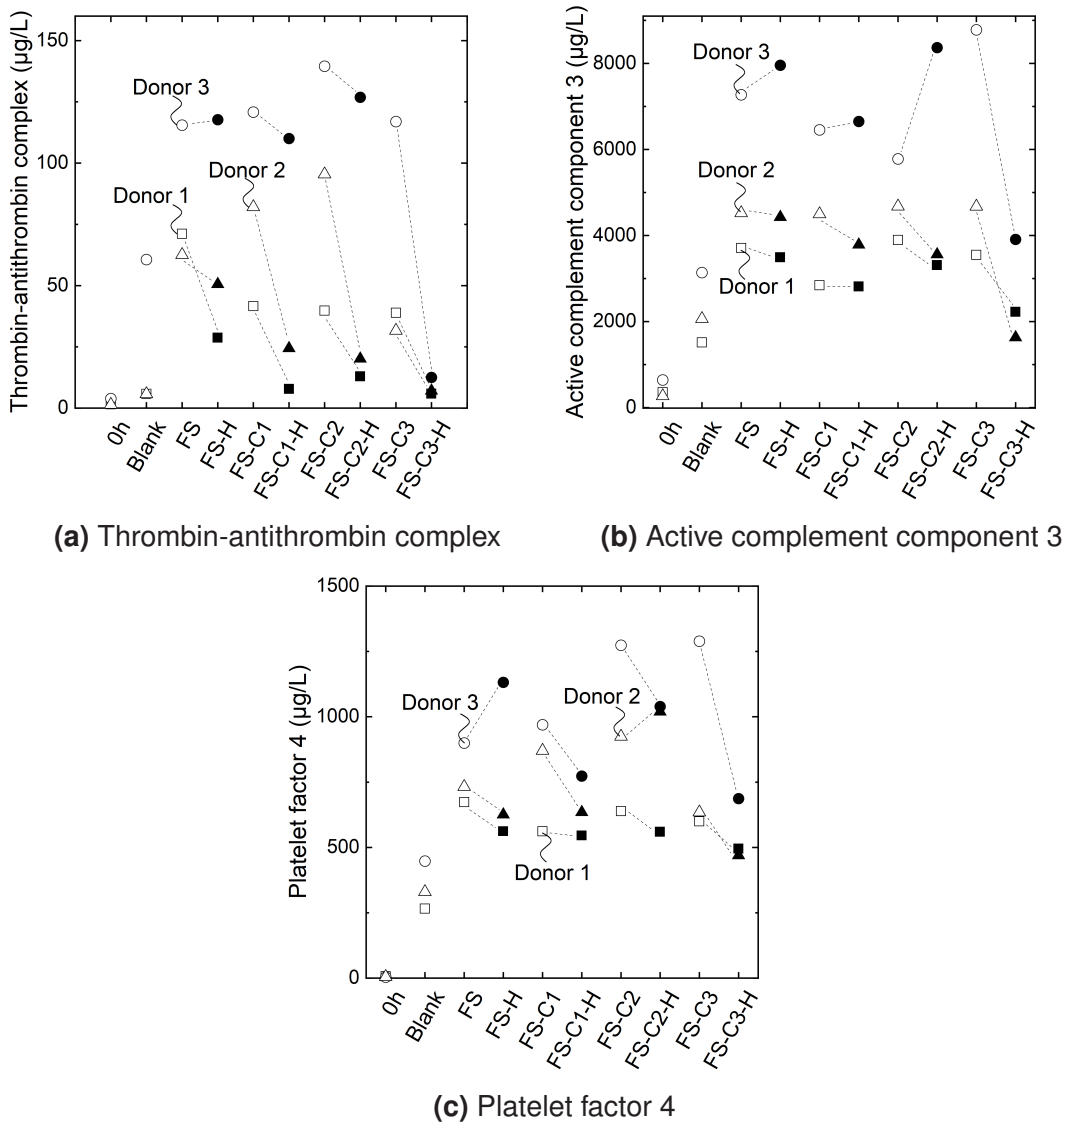 Thrombin-antithrombin complex (µg/L)
150
100
50
0
Donor 3
Donor 2
Donor 1
0h
Blank
FS
FS-H
FS-C1
FS-C1-H
FS-C2
FS-C2-H
FS-C3
FS-C3-H
(a) Thrombin-antithrombin complex
Active complement component 3 (µg/L)
8000
6000
4000
2000
0
Donor 3
Donor 2
Donor 1
0h
Blank
FS
FS-H
FS-C1
FS-C1-H
FS-C2
FS-C2-H
FS-C3
FS-C3-H
(b) Active complement component 3
Platelet factor 4 (µg/L)
1500
1000
500
0
Donor 3
Donor 2
Donor 1
0h
Blank
FS
FS-H
FS-C1
FS-C1-H
FS-C2
FS-C2-H
FS-C3
FS-C3-H
(c) Platelet factor 4